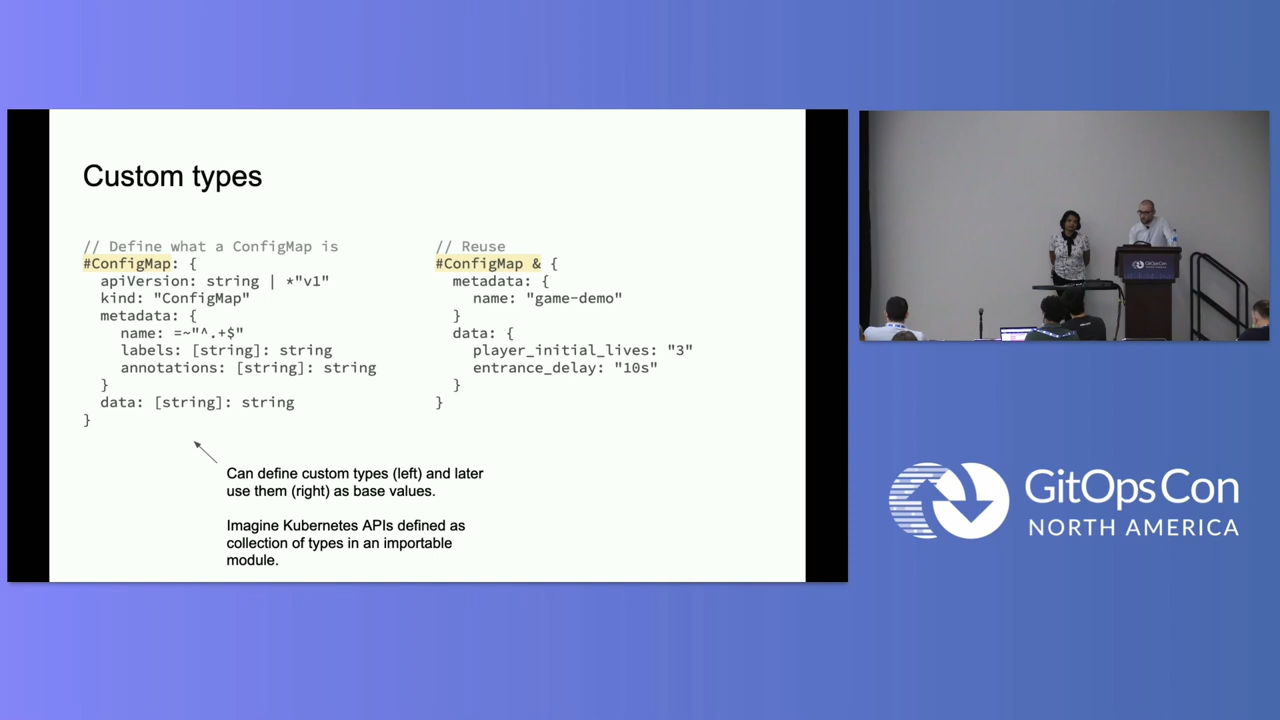 Custom types
// Define what a ConfigMap is
#ConfigMap: {
apiVersion: string | *"v1"
kind: "ConfigMap"
metadata: {
name: =~"^.+$"
labels: [string]: string
annotations: [string]: string
}
data: [string]: string
}
// Reuse
#ConfigMap & {
metadata: {
name: "game-demo"
}
data: {
player_initial_lives: "3"
entrance_delay: "10s"
}
}
Can define custom types (left) and later
use them (right) as base values.
Imagine Kubernetes APIs defined as
collection of types in an importable
module.
GitOpsCon
GitOpsCon
NORTH AMERICA